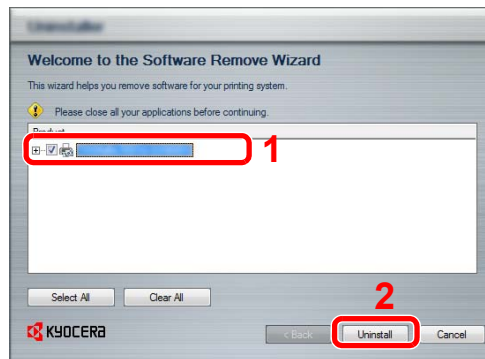 Welcome to the Software Remove Wizard
This wizard helps you remove software for your printing system.
Please close all your applications before continuing.
Product
1
Select All
Clear All
2
KYOCERA
< Back
Uninstall
Cancel